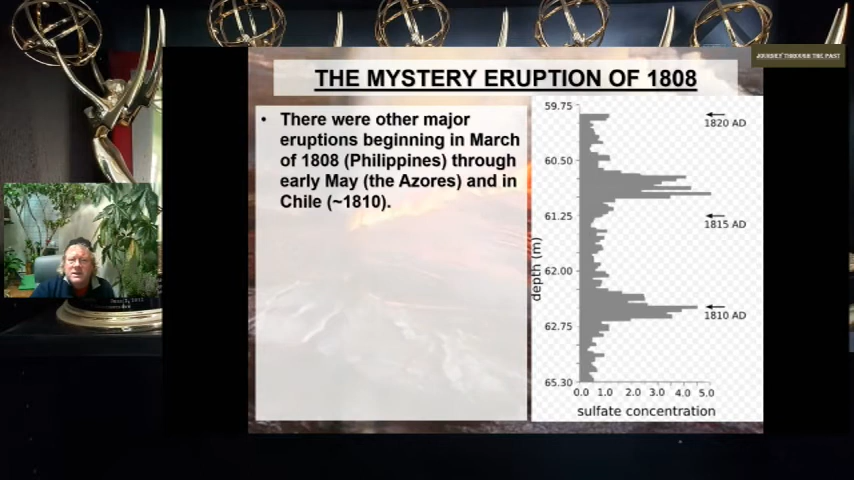 JOURNEY THROUGH THE PAST
THE MYSTERY ERUPTION OF 1808
• There were other major
eruptions beginning in March
of 1808 (Philippines) through
early May (the Azores) and in
Chile (~1810).
59.75
60.50
61.25
62.00
62.75
65.30
depth (m)
1820 AD
1815 AD
1810 AD
0.0 1.0 2.0 3.0 4.0 5.0
sulfate concentration